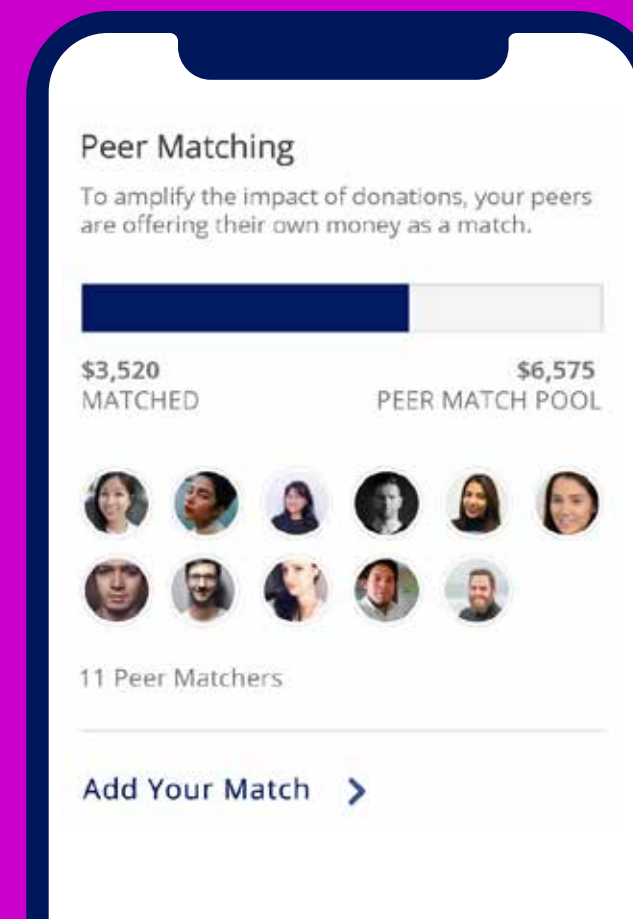 Peer Matching
To amplify the impact of donations, your peers
are offering their own money as a match.
$3,520 $6,575
MATCHED PEER MATCH POOL
11 Peer Matchers
Add Your Match